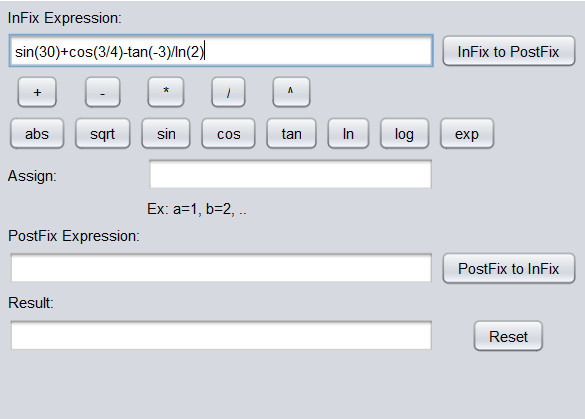 InFix Expression:
sin(30)+cos(3/4)-tan(-3)/ln(2)
InFix to PostFix
+ - * / ^
abs sqrt sin cos tan ln log exp
Assign:
Ex: a=1, b=2, ..
PostFix Expression:
PostFix to InFix
Result:
Reset